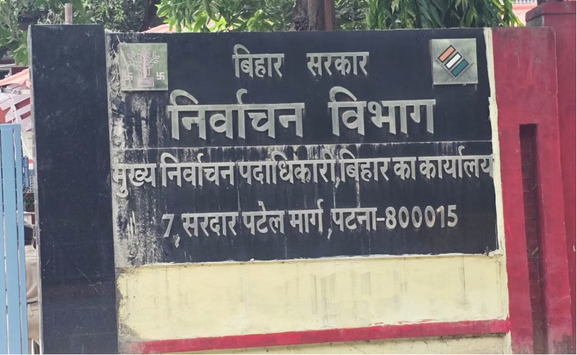 बिहार सरकार
निर्वाचन विभाग
मुख्य निर्वाचन पदाधिकारी,बिहार का कार्यालय
7,सरदार पटेल मार्ग,पटना-800015